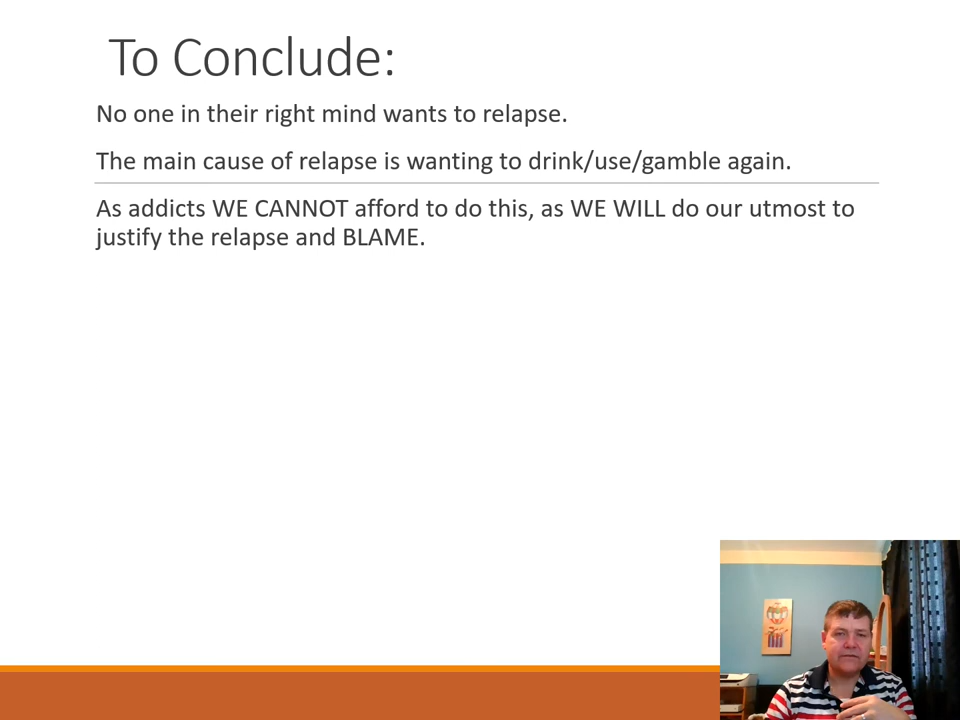 To Conclude:
No one in their right mind wants to relapse.
The main cause of relapse is wanting to drink/use/gamble again.
As addicts WE CANNOT afford to do this, as WE WILL do our utmost to
justify the relapse and BLAME.